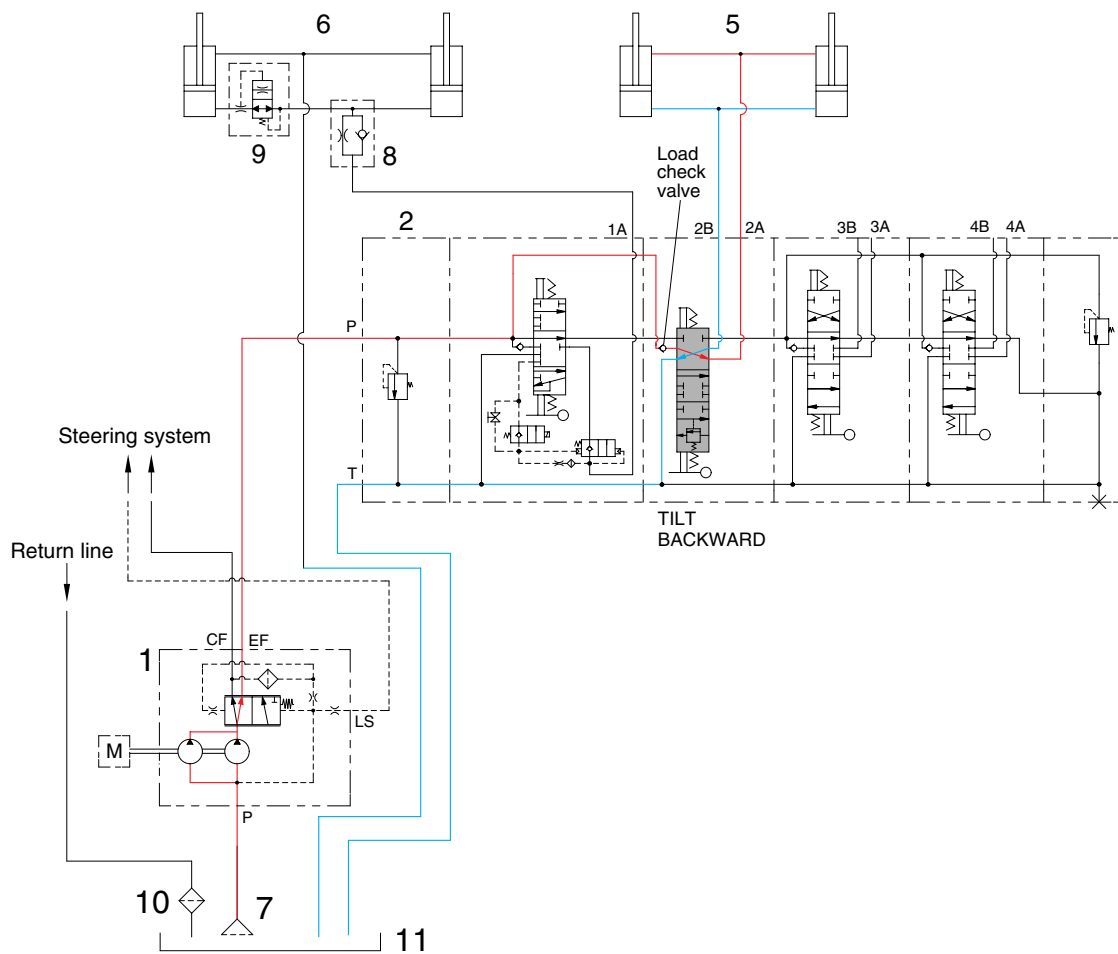 6
5
9
8
Load
check
valve
2
1A
2B
2A
3B
3A
4B
4A
P
Steering system
T
TILT
BACKWARD
Return line
CF
EF
1
LS
M
P
10
7
11